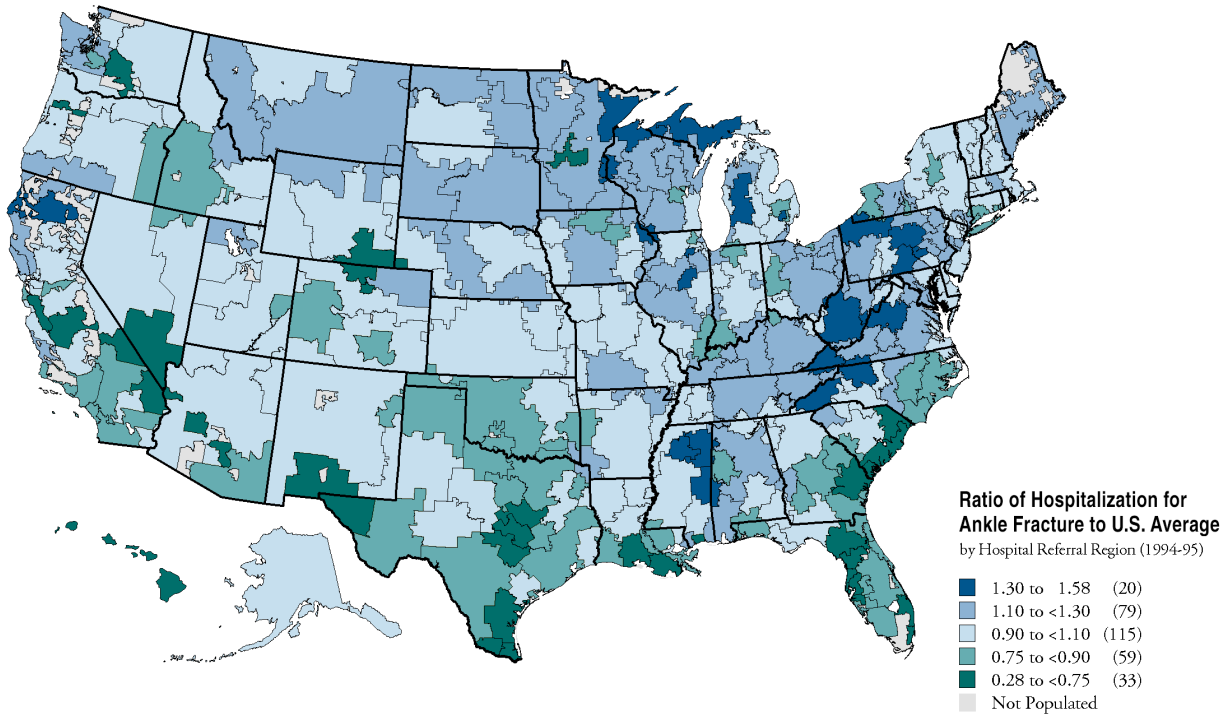 Ratio of Hospitalization for
Ankle Fracture to U.S. Average
by Hospital Referral Region (1994-95)
1.30 to 1.58 (20)
1.10 to <1.30 (79)
0.90 to <1.10 (115)
0.75 to <0.90 (59)
0.28 to <0.75 (33)
Not Populated